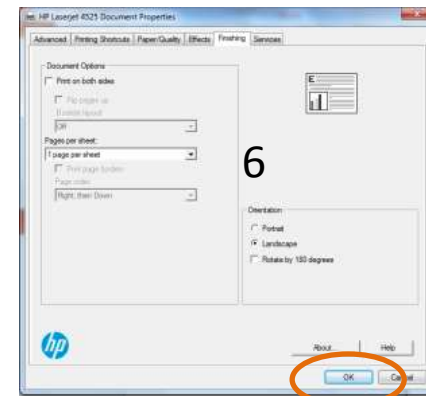 HP Laserjet 4525 Document Properties
Advanced Printing Shortcuts Paper/Quality Effects Finishing Services
Document Options
Print on both sides
Flip pages up
Booklet layout
Off
Pages per sheet:
1 page per sheet
Print page borders
Page order
Right, then Down
E
6
Orientation
Portrait
Landscape
Rotate by 180 degrees
hp
About... Help
OK Cancel